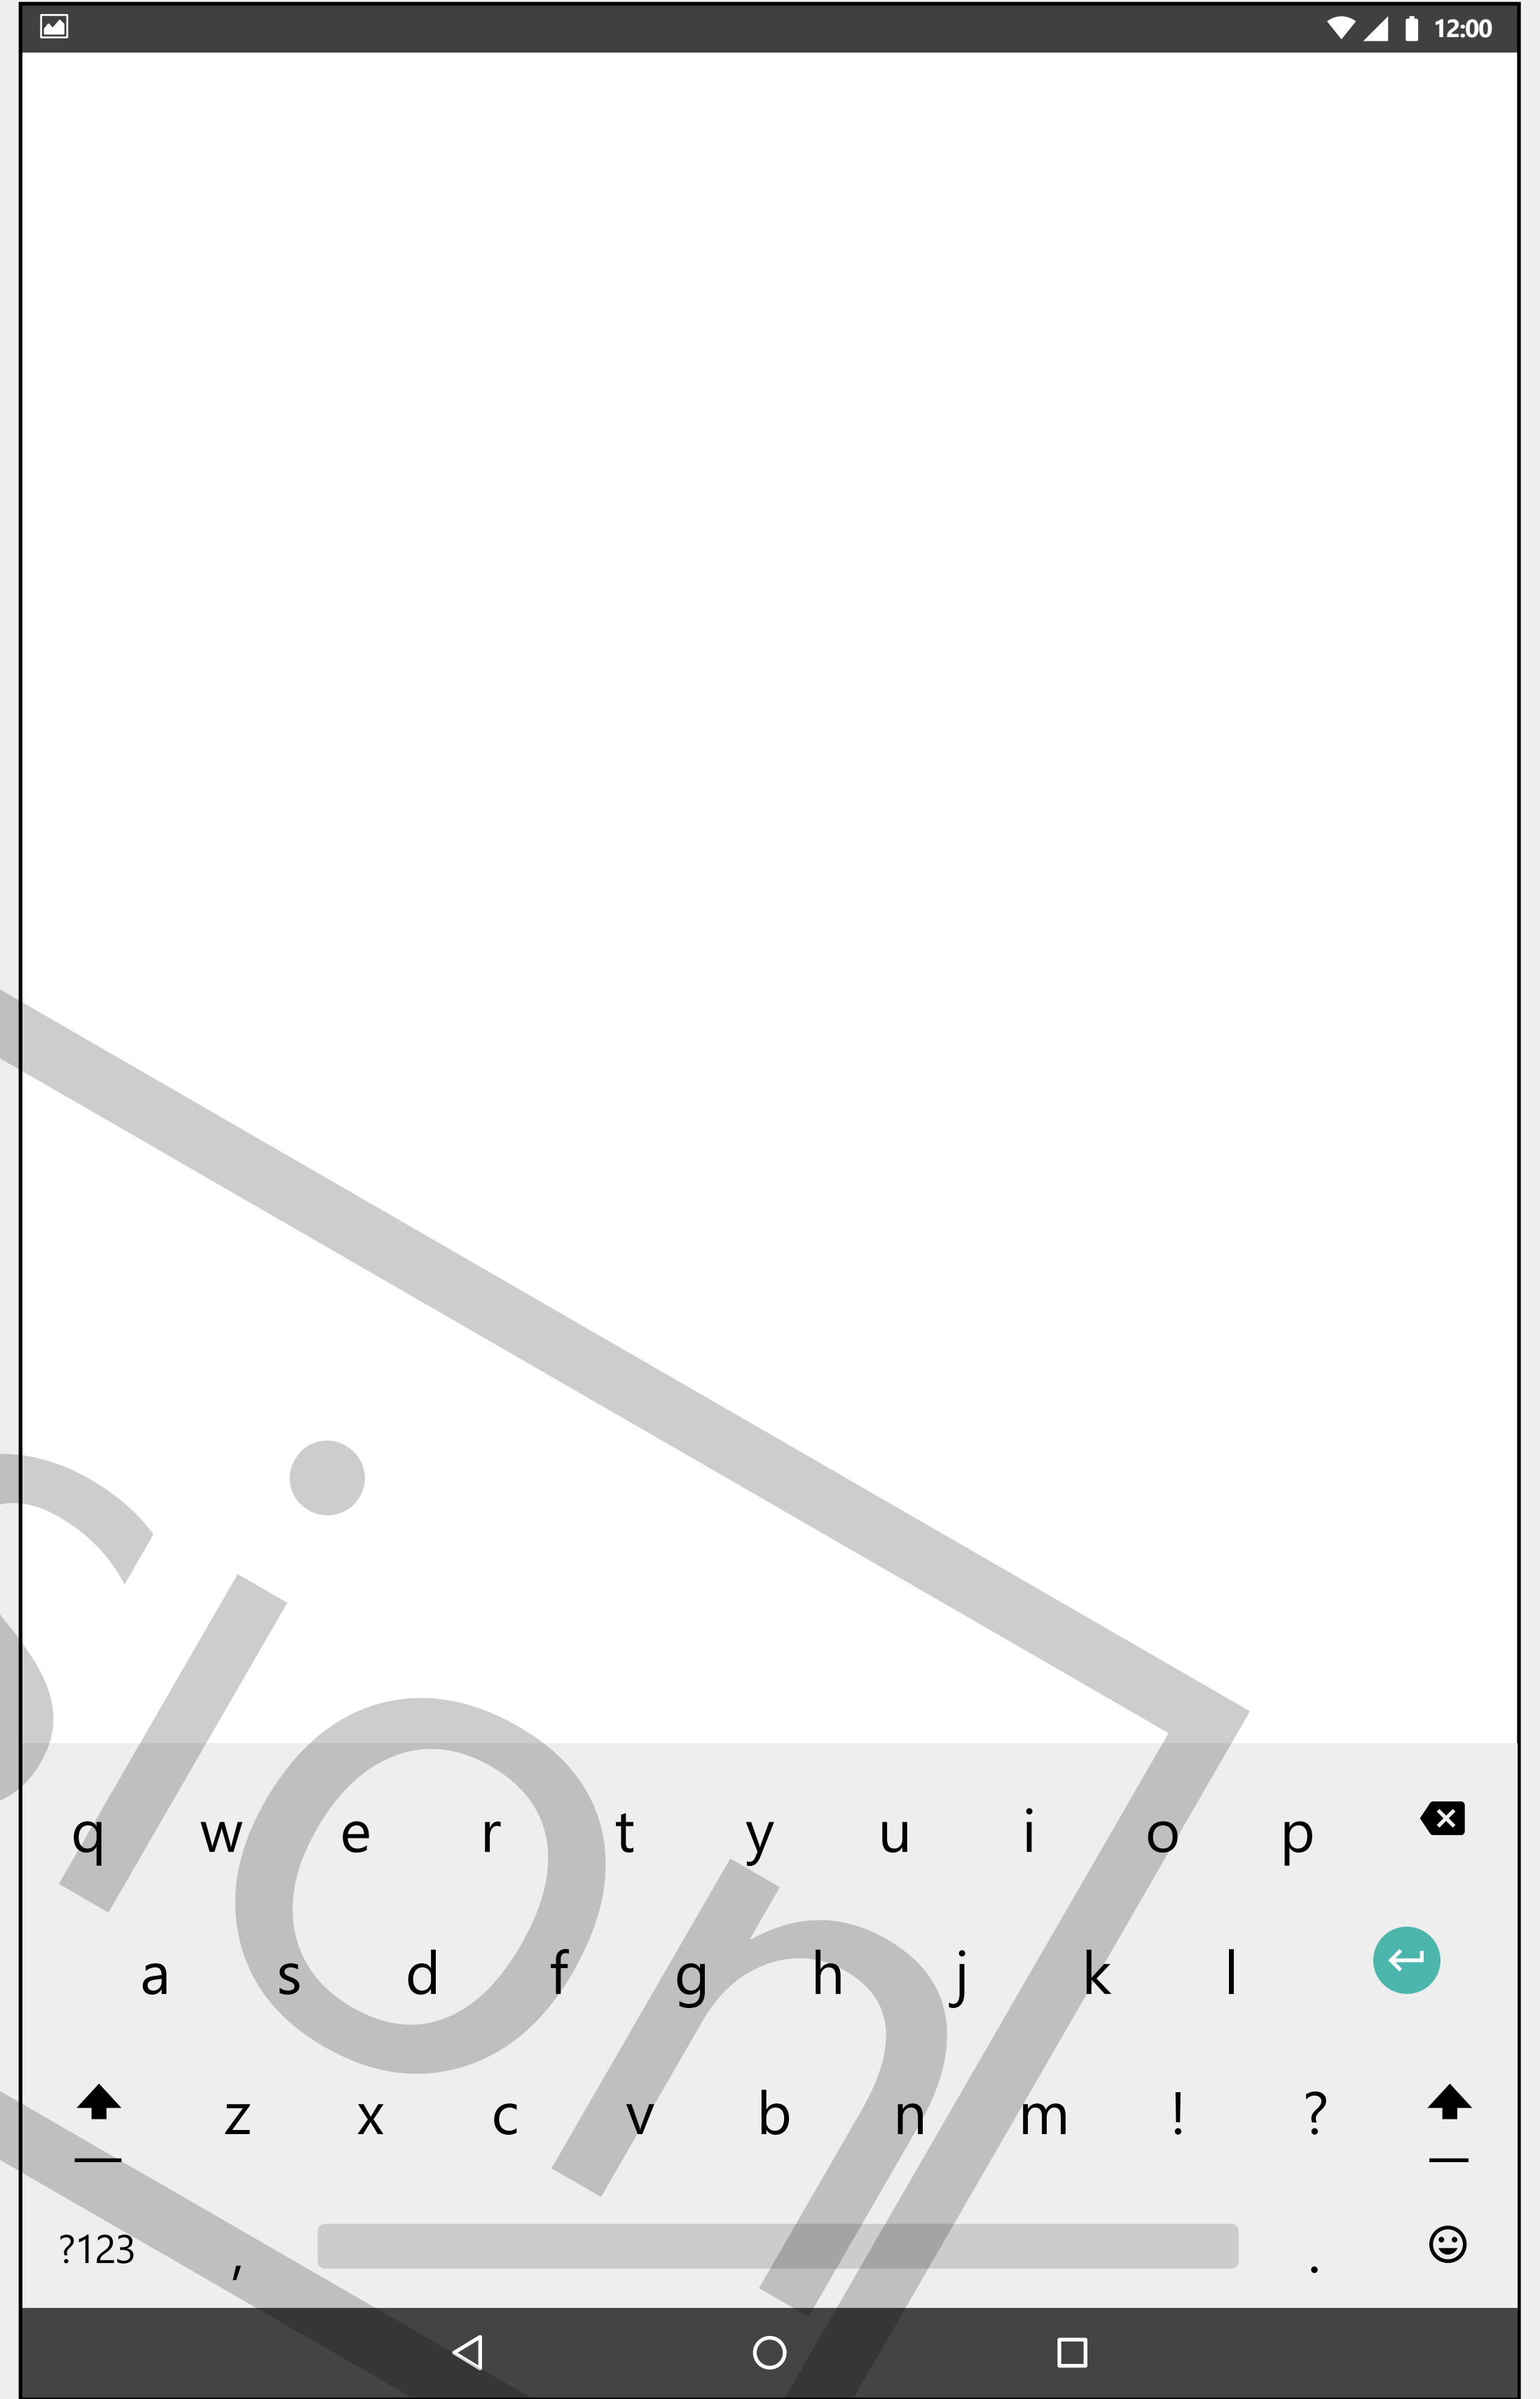 12:00
q w e r t y u i o p
a s d f g h j k l
z x c v b n m ! ?
?123 , .
sion